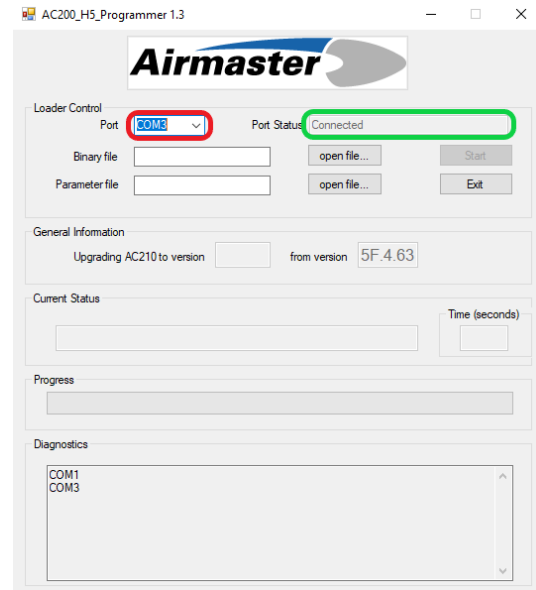 AC200_H5_Programmer 1.3
Airmaster
Loader Control
Port COM3 Port Status Connected
Binary file open file... Start
Parameter file open file... Exit
General Information
Upgrading AC210 to version from version 5F.4.63
Current Status
Time (seconds)
Progress
Diagnostics
COM1
COM3